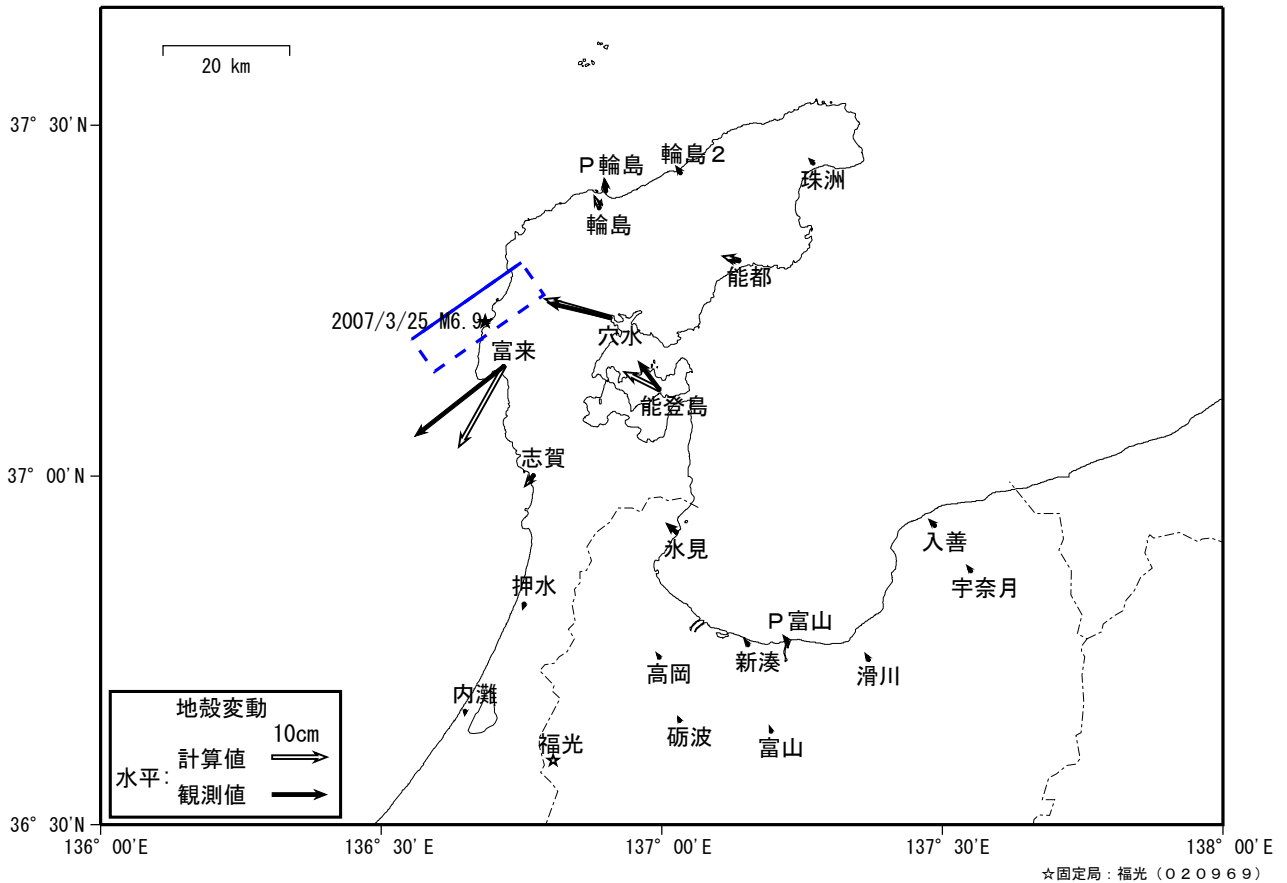 20 km
37° 30'N
37° 00'N
36° 30'N
136° 00'E
136° 30'E
137° 00'E
137° 30'E
138° 00'E
P輪島
輪島2
輪島
珠洲
能都
2007/3/25 M6.9
穴水
富来
能登島
志賀
氷見
入善
宇奈月
押水
P富山
新湊
高岡
滑川
内灘
砺波
富山
福光
地殻変動
10cm
水平:
計算値
観測値
☆固定局:福光(020969)